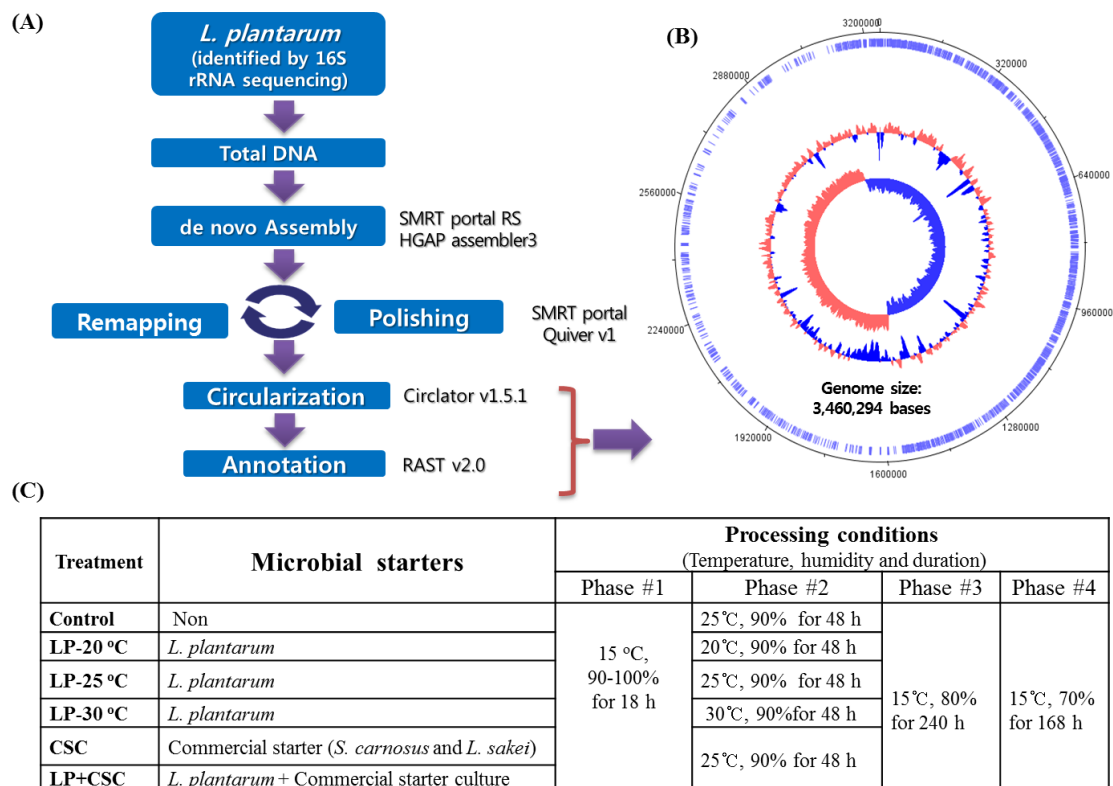 (A)
L. plantarum
(identified by 16S
rRNA sequencing)
Total DNA
de novo Assembly
SMRT portal RS
HGAP assembler3
Remapping
Polishing
SMRT portal
Quiver v1
Circularization
Circlator v1.5.1
Annotation
RAST v2.0
(B)
3200000
0
320000
640000
960000
1280000
1600000
1920000
2240000
2560000
2880000
Genome size:
3,460,294 bases
(C)
Treatment
Microbial starters
Processing conditions
(Temperature, humidity and duration)
Phase #1
Phase #2
Phase #3
Phase #4
Control
Non
25℃, 90% for 48 h
LP-20 °C
L. plantarum
20℃, 90% for 48 h
LP-25 °C
L. plantarum
25℃, 90% for 48 h
LP-30 °C
L. plantarum
30℃, 90%for 48 h
CSC
Commercial starter (S. carnosus and L. sakei)
LP+CSC
L. plantarum + Commercial starter culture
25℃, 90% for 48 h
15 °C,
90-100%
for 18 h
15℃, 80%
for 240 h
15℃, 70%
for 168 h